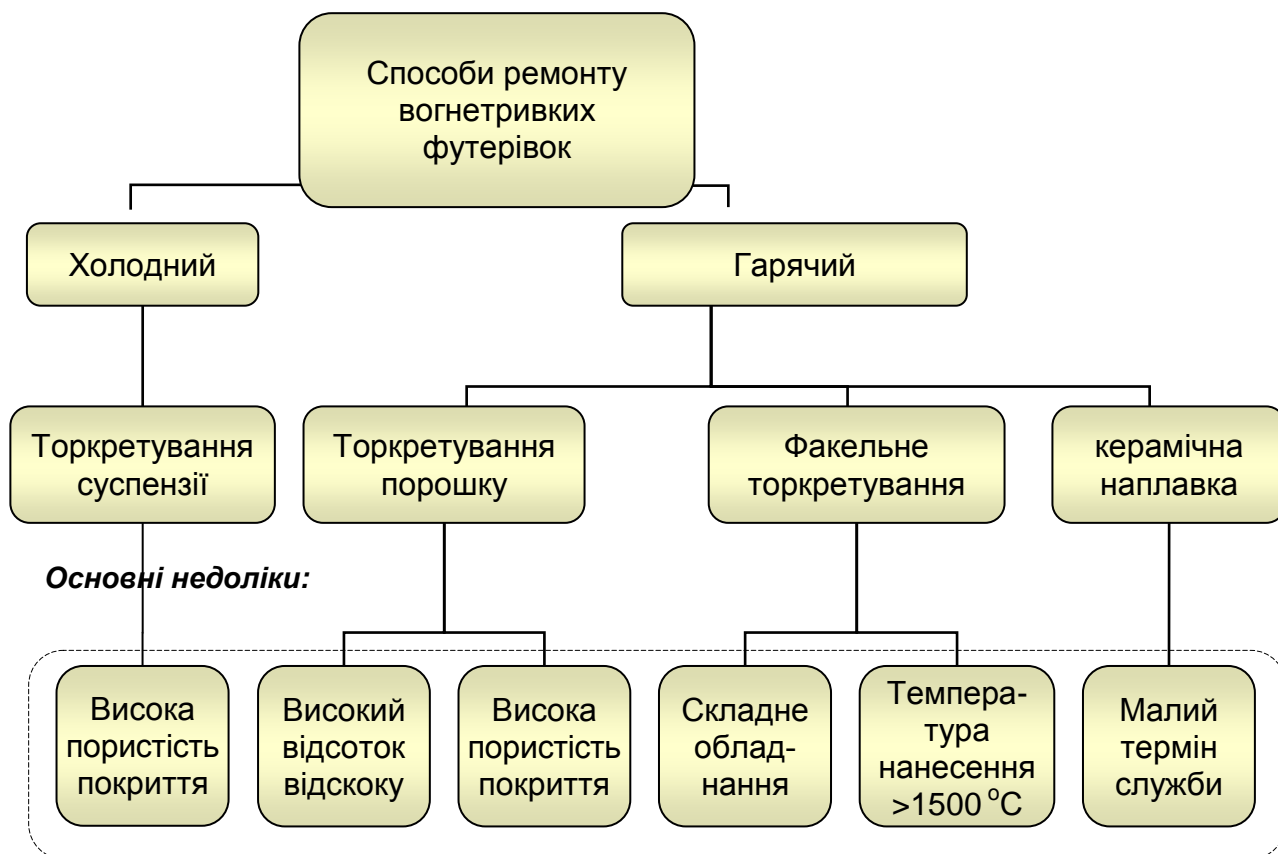 Способи ремонту
вогнетривких
футерівок
Холодний
Гарячий
Торкретування
суспензії
Торкретування
порошку
Факельне
торкретування
керамічна
наплавка
Основні недоліки:
Висока
пористість
покриття
Високий
відсоток
відскоку
Висока
пористість
покриття
Складне
облад-
нання
Темпера-
тура
нанесення
>1500 ºС
Малий
термін
служби